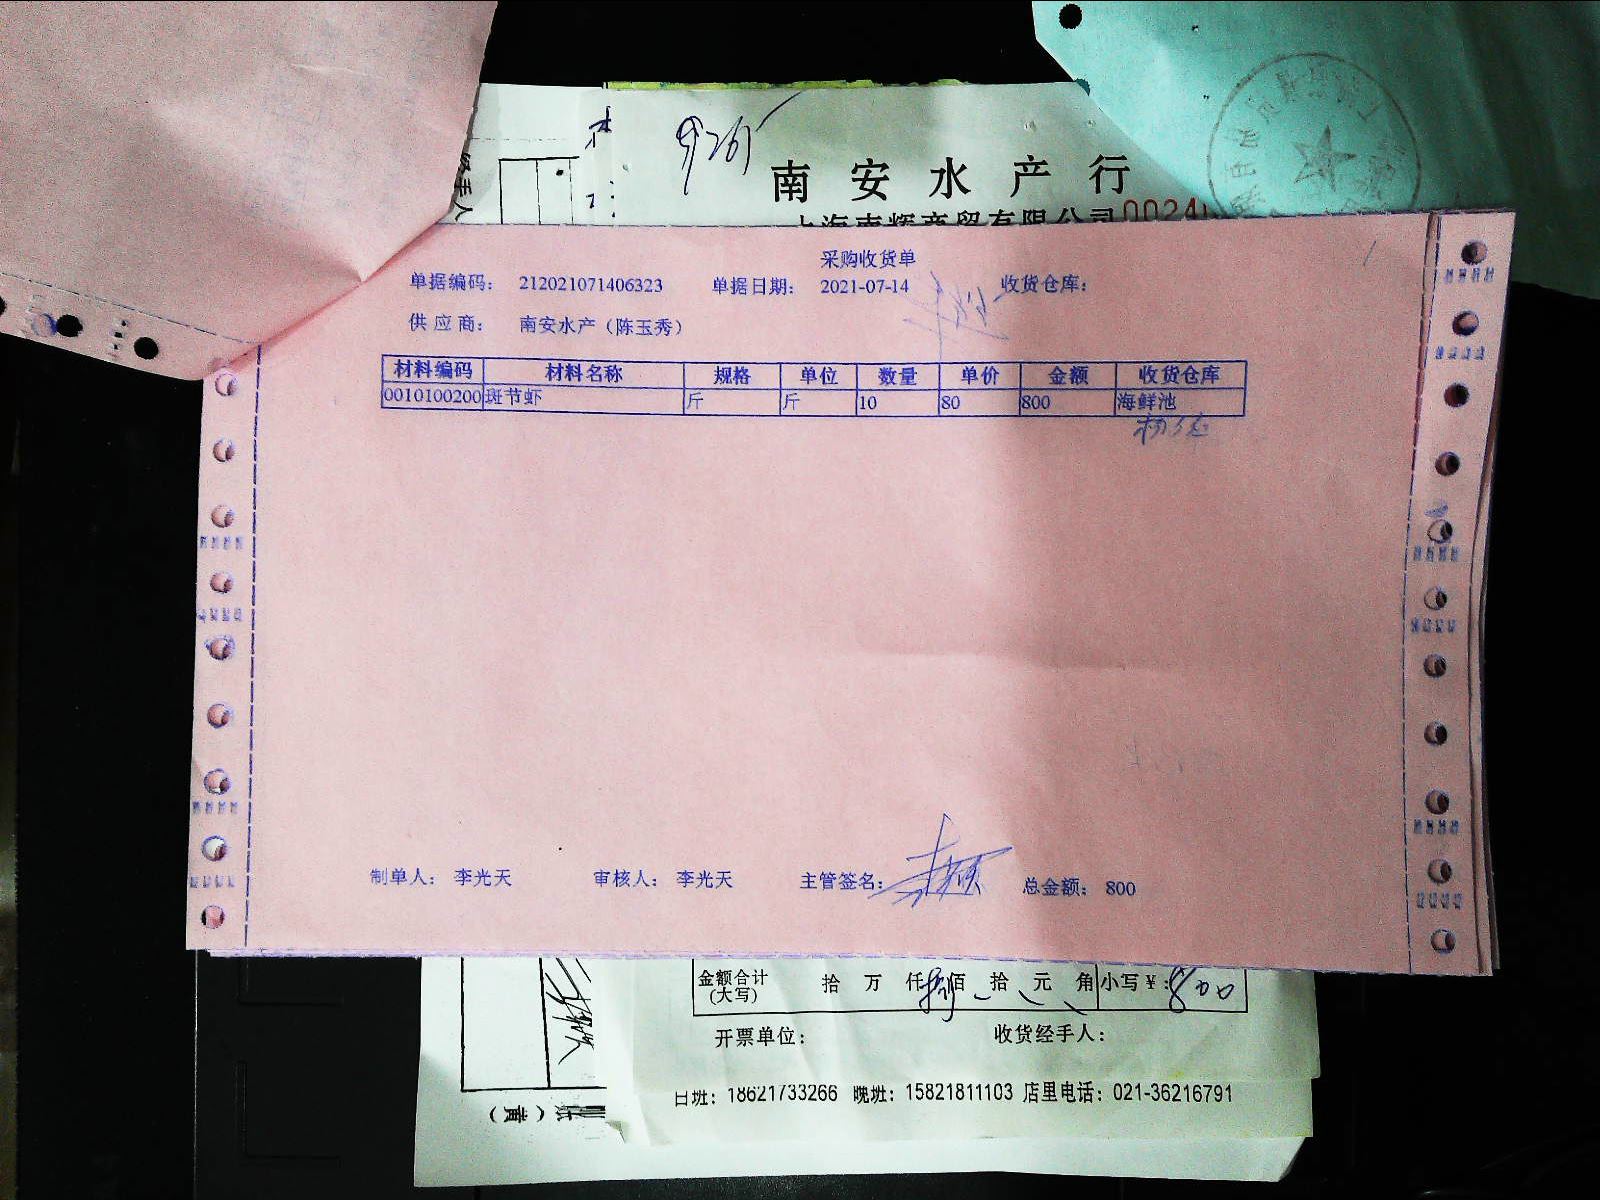 南安水产行
上海南辉商贸有限公司 0024
采购收货单
单据编码： 212021071406323 单据日期： 2021-07-14 收货仓库：
供应商： 南安水产（陈玉秀）
材料编码 材料名称 规格 单位 数量 单价 金额 收货仓库
0010100200 斑节虾 斤 斤 10 80 800 海鲜池
制单人： 李光天 审核人： 李光天 主管签名： 总金额： 800
金额合计 拾 万 仟 捌 佰 拾 元 角 小写￥：800
(大写)
开票单位： 收货经手人：
日班：18621733266 晚班：15821811103 店里电话：021-36216791